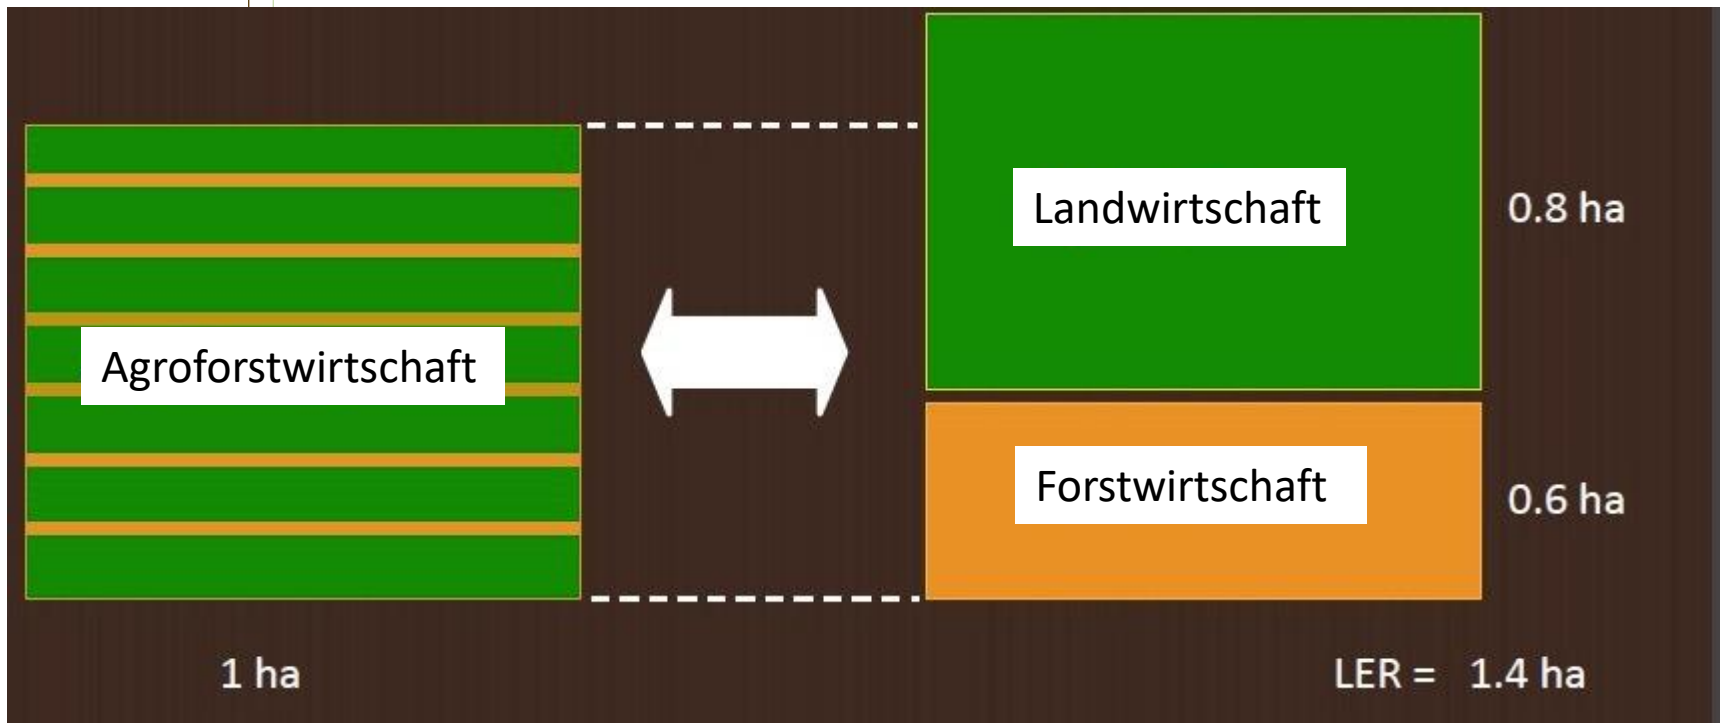 Agroforstwirtschaft
Landwirtschaft
0.8 ha
Forstwirtschaft
0.6 ha
1 ha
LER = 1.4 ha